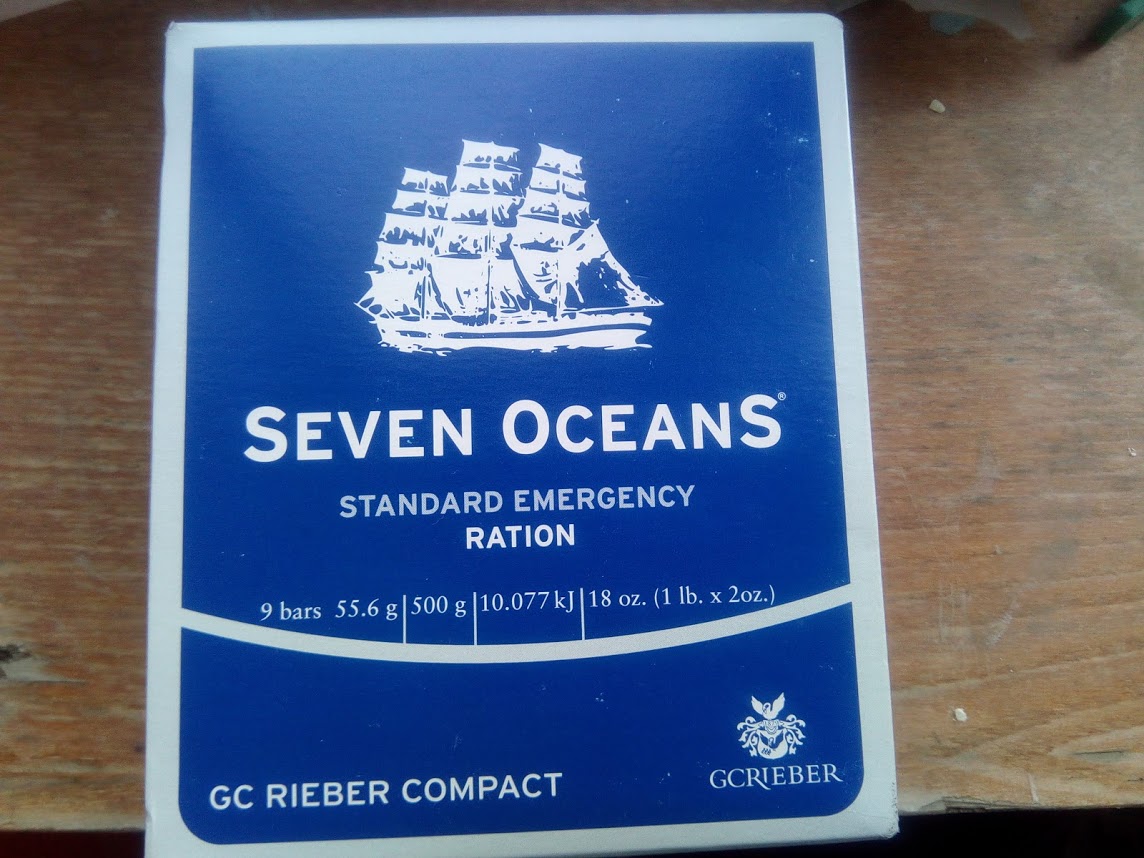 SEVEN OCEANS®
STANDARD EMERGENCY
RATION
9 bars 55.6 g | 500 g | 10.077 kJ | 18 oz. (1 lb. x 2oz.)
GC RIEBER COMPACT
GCRIEBER